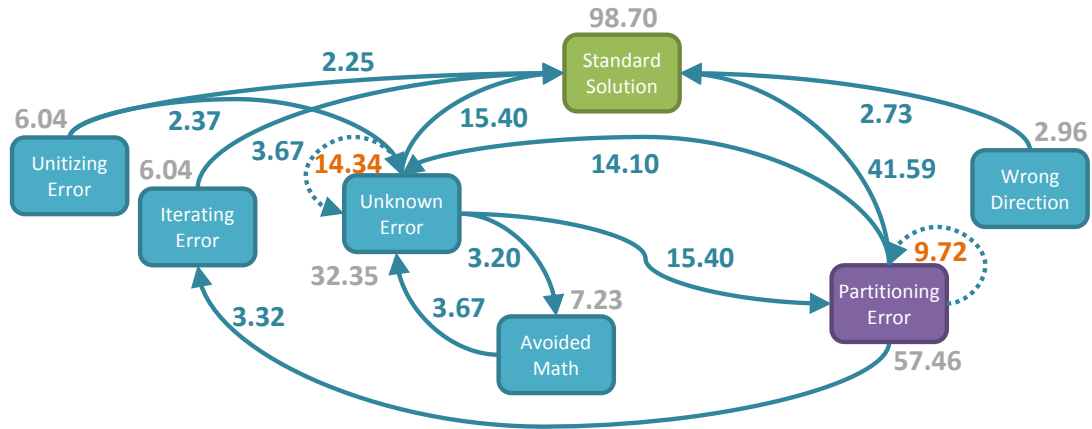 98.70
Standard
Solution
2.25
6.04
2.37
15.40
2.73
2.96
Unitizing
Error
3.67
14.34
14.10
41.59
Wrong
Direction
6.04
Iterating
Error
Unknown
Error
3.20
15.40
9.72
32.35
7.23
Partitioning
Error
3.32
3.67
Avoided
Math
57.46